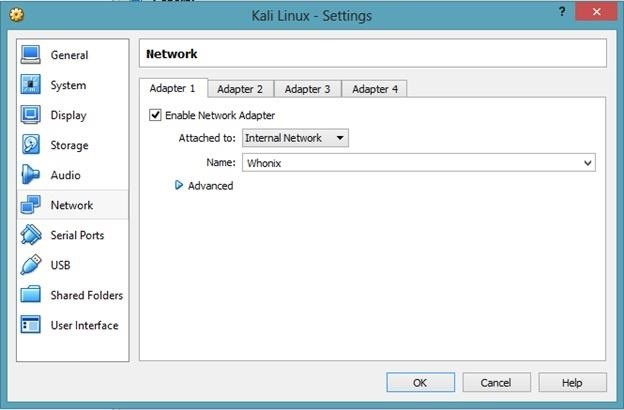 Kali Linux - Settings
?
General
System
Display
Storage
Audio
Network
Serial Ports
USB
Shared Folders
User Interface
Network
Adapter 1 Adapter 2 Adapter 3 Adapter 4
Enable Network Adapter
Attached to: Internal Network
Name: Whonix
Advanced
OK Cancel Help